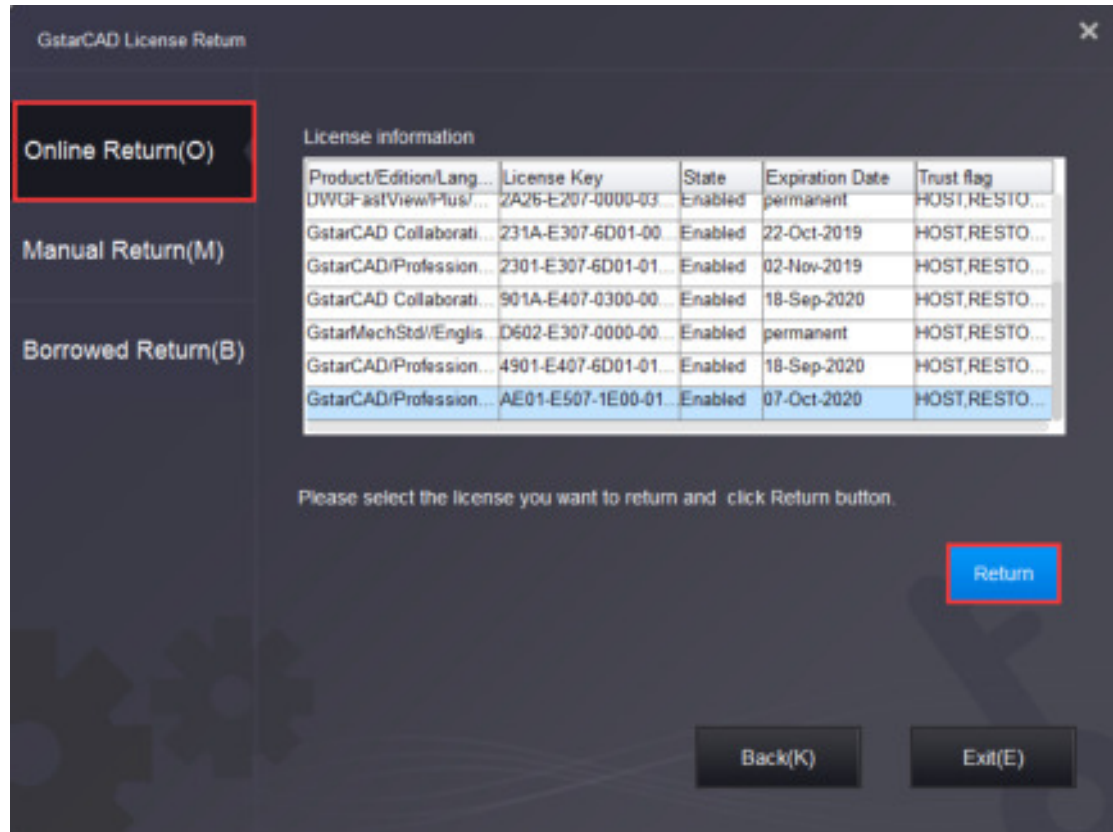 GstarCAD License Return
Online Return(O)
Manual Return(M)
Borrowed Return(B)
License information
Product/Edition/Lang... License Key State Expiration Date Trust flag
DWGFastView/Plus/... 2A26-E207-0000-03... Enabled permanent HOST,RESTO...
GstarCAD Collaborati... 231A-E307-6D01-00... Enabled 22-Oct-2019 HOST,RESTO...
GstarCAD/Profession... 2301-E307-6D01-01... Enabled 02-Nov-2019 HOST,RESTO...
GstarCAD Collaborati... 901A-E407-0300-00... Enabled 18-Sep-2020 HOST,RESTO...
GstarMechStd//Englis... D602-E307-0000-00... Enabled permanent HOST,RESTO...
GstarCAD/Profession... 4901-E407-6D01-01... Enabled 18-Sep-2020 HOST,RESTO...
GstarCAD/Profession... AE01-E507-1E00-01... Enabled 07-Oct-2020 HOST,RESTO...
Please select the license you want to return and click Return button.
Return
Back(K)
Exit(E)